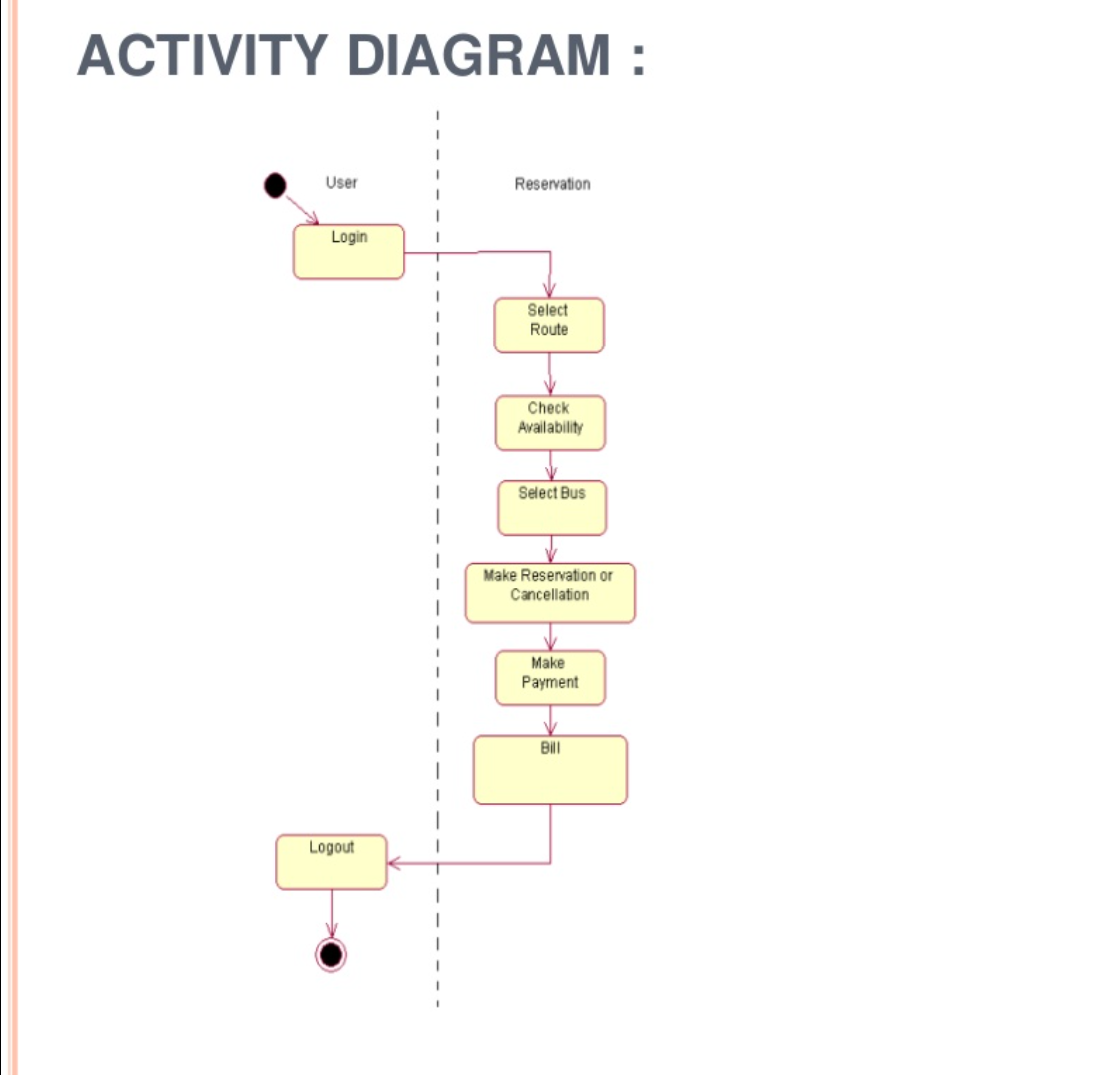 ACTIVITY DIAGRAM :
User
Reservation
Login
Select
Route
Check
Availability
Select Bus
Make Reservation or
Cancellation
Make
Payment
Bill
Logout